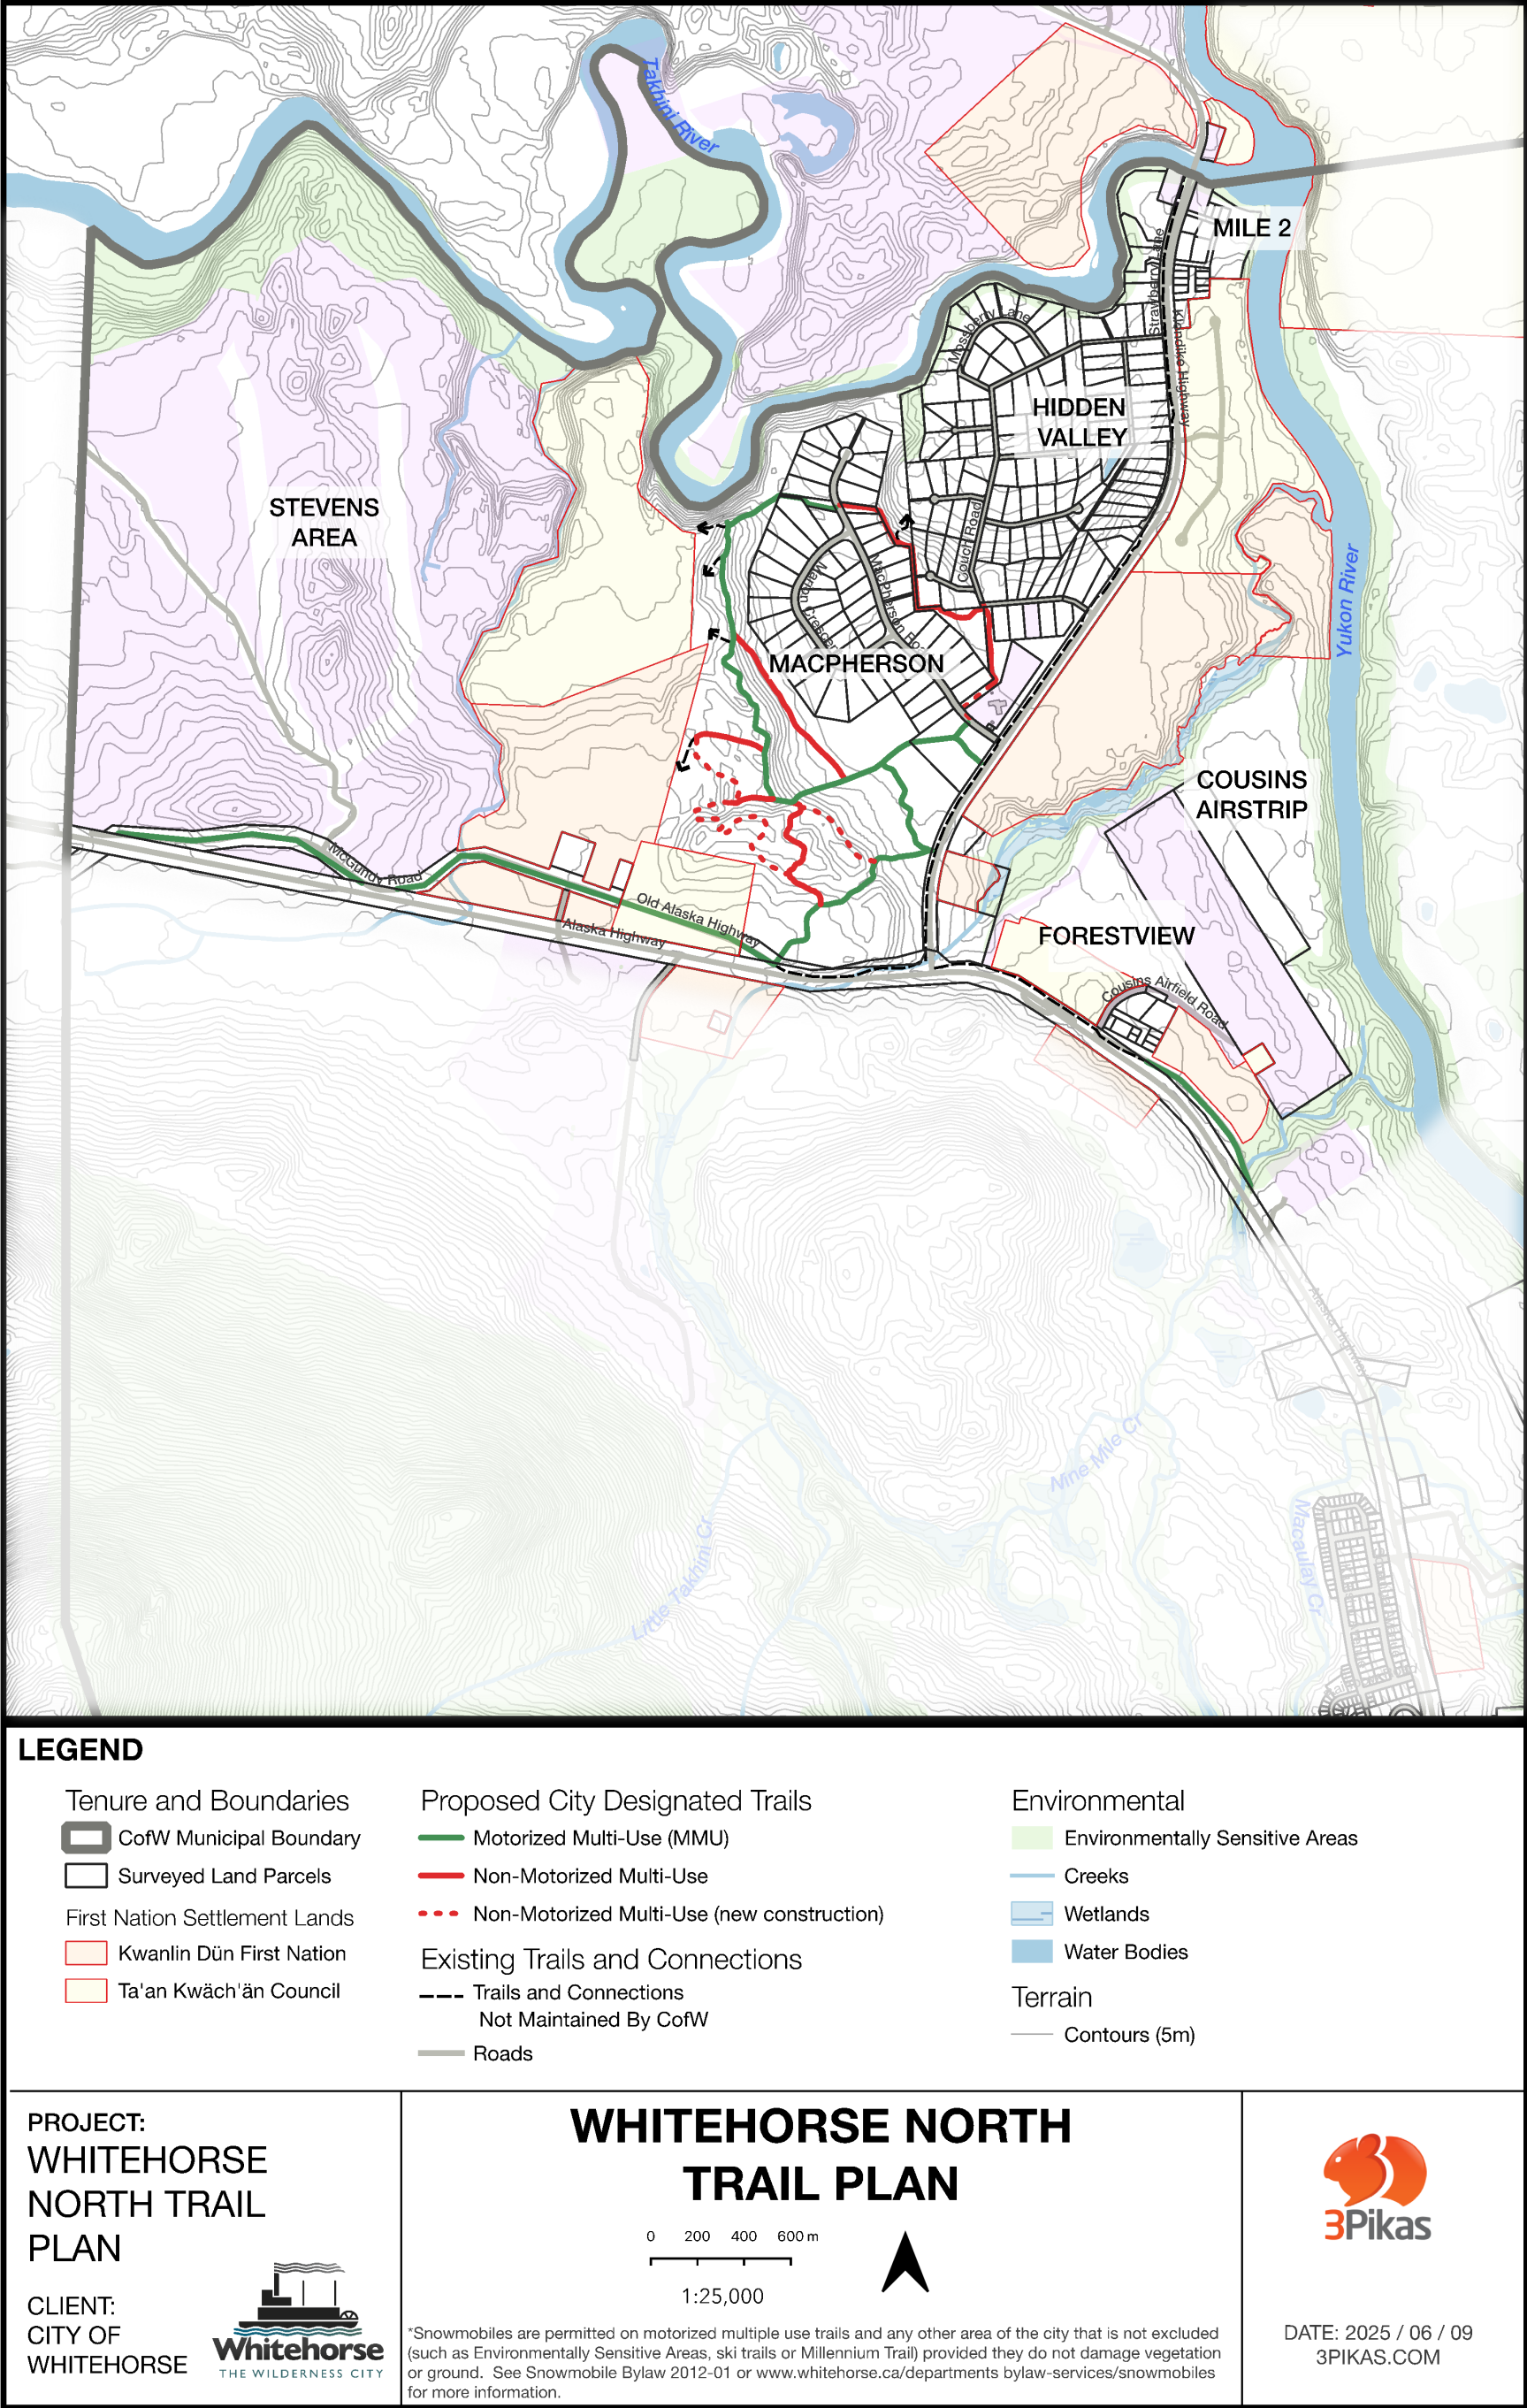 Takhini River
MILE 2
Strawberry Lane
Klondike Highway
Mossberry Lane
HIDDEN
VALLEY
STEVENS
AREA
Couch Road
MacPherson Ro
Marion Crescen
MACPHERSON
Yukon River
COUSINS
AIRSTRIP
McGundy Road
Old Alaska Highway
Alaska Highway
FORESTVIEW
Cousins Airfield Road
Alaska Highway
Nine Mile Cr
Little Takhini Cr
Macaulay Cr
LEGEND
Tenure and Boundaries
CofW Municipal Boundary
Surveyed Land Parcels
First Nation Settlement Lands
Kwanlin Dün First Nation
Ta'an Kwäch'än Council
Proposed City Designated Trails
Motorized Multi-Use (MMU)
Non-Motorized Multi-Use
Non-Motorized Multi-Use (new construction)
Existing Trails and Connections
Trails and Connections
Not Maintained By CofW
Roads
Environmental
Environmentally Sensitive Areas
Creeks
Wetlands
Water Bodies
Terrain
Contours (5m)
PROJECT:
WHITEHORSE
NORTH TRAIL
PLAN
CLIENT:
CITY OF
WHITEHORSE
Whitehorse
THE WILDERNESS CITY
WHITEHORSE NORTH
TRAIL PLAN
0 200 400 600 m
1:25,000
*Snowmobiles are permitted on motorized multiple use trails and any other area of the city that is not excluded
(such as Environmentally Sensitive Areas, ski trails or Millennium Trail) provided they do not damage vegetation
or ground. See Snowmobile Bylaw 2012-01 or www.whitehorse.ca/departments bylaw-services/snowmobiles
for more information.
3Pikas
DATE: 2025 / 06 / 09
3PIKAS.COM